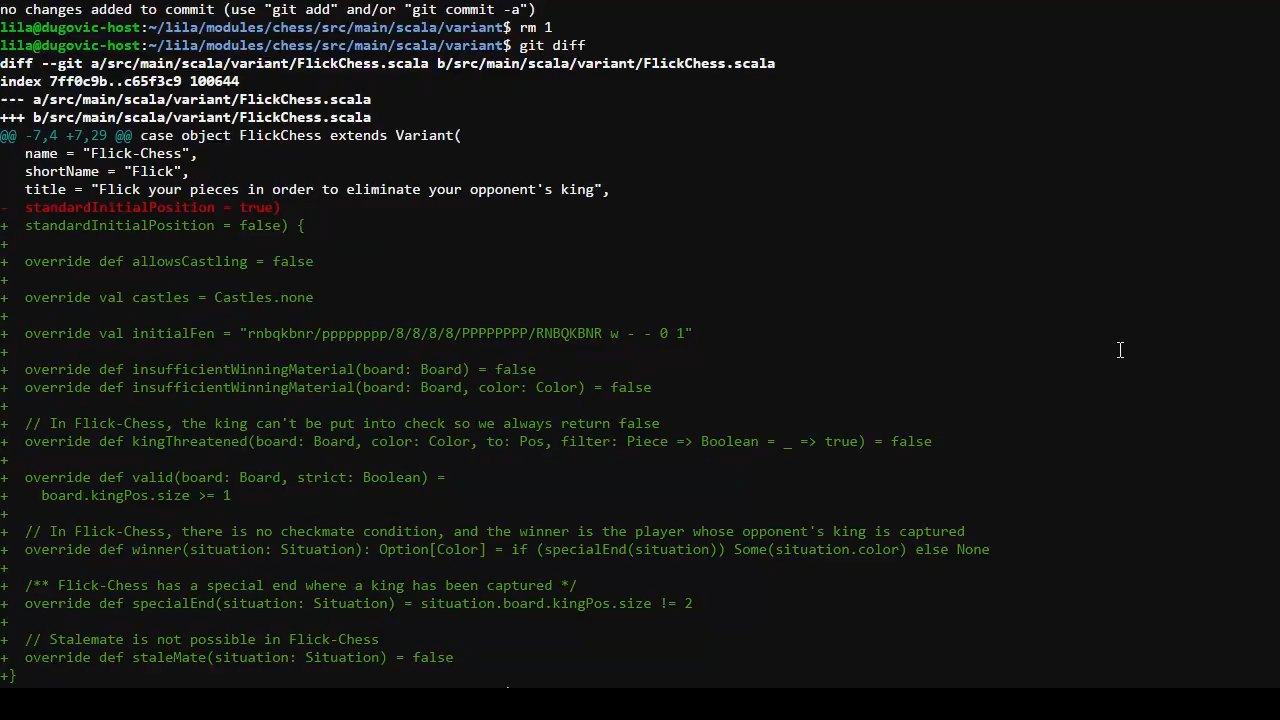 no changes added to commit (use "git add" and/or "git commit -a")
lila@dugovic-host:~/lila/modules/chess/src/main/scala/variant$ rm 1
lila@dugovic-host:~/lila/modules/chess/src/main/scala/variant$ git diff
diff --git a/src/main/scala/variant/FlickChess.scala b/src/main/scala/variant/FlickChess.scala
index 7ff0c9b..c65f3c9 100644
--- a/src/main/scala/variant/FlickChess.scala
+++ b/src/main/scala/variant/FlickChess.scala
@@ -7,4 +7,29 @@ case object FlickChess extends Variant(
   name = "Flick-Chess",
   shortName = "Flick",
   title = "Flick your pieces in order to eliminate your opponent's king",
-  standardInitialPosition = true)
+  standardInitialPosition = false) {
+
+  override def allowsCastling = false
+
+  override val castles = Castles.none
+
+  override val initialFen = "rnbqkbnr/pppppppp/8/8/8/8/PPPPPPPP/RNBQKBNR w - - 0 1"
+
+  override def insufficientWinningMaterial(board: Board) = false
+  override def insufficientWinningMaterial(board: Board, color: Color) = false
+
+  // In Flick-Chess, the king can't be put into check so we always return false
+  override def kingThreatened(board: Board, color: Color, to: Pos, filter: Piece => Boolean = _ => true) = false
+
+  override def valid(board: Board, strict: Boolean) =
+    board.kingPos.size >= 1
+
+  // In Flick-Chess, there is no checkmate condition, and the winner is the player whose opponent's king is captured
+  override def winner(situation: Situation): Option[Color] = if (specialEnd(situation)) Some(situation.color) else None
+
+  /** Flick-Chess has a special end where a king has been captured */
+  override def specialEnd(situation: Situation) = situation.board.kingPos.size != 2
+
+  // Stalemate is not possible in Flick-Chess
+  override def staleMate(situation: Situation) = false
+}